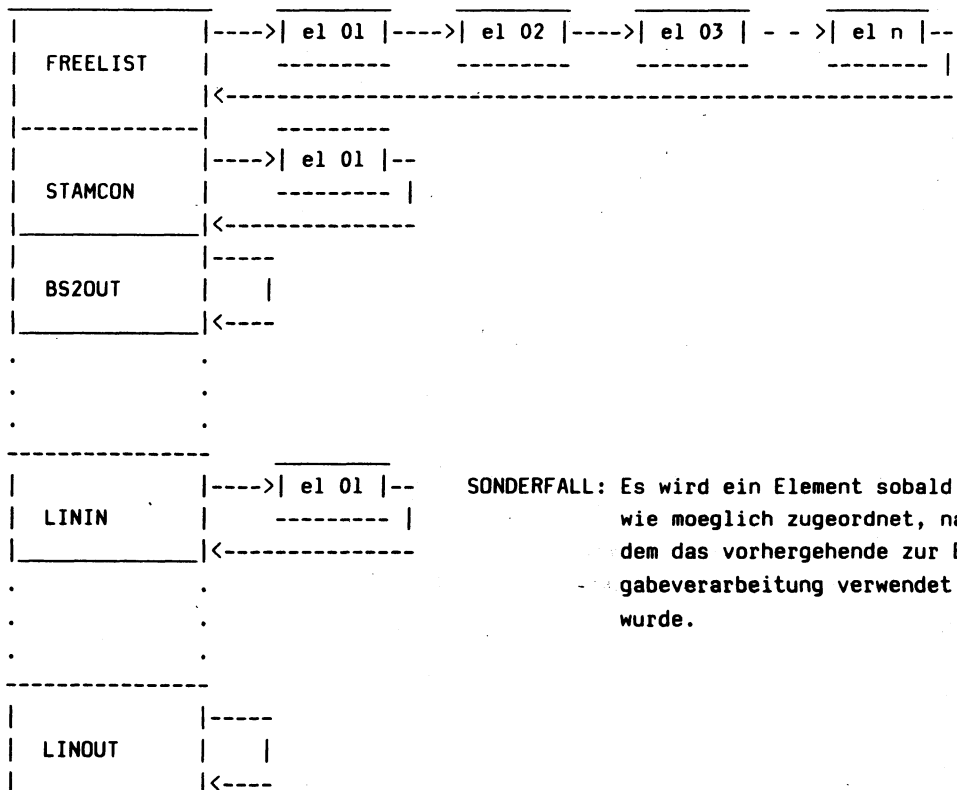 el 01 el 02 el 03 el n
FREELIST
el 01
STAMCON
BS2OUT
el 01 SONDERFALL: Es wird ein Element sobald
LININ wie moeglich zugeordnet,
dem das vorhergehende zur
gabeverarbeitung verwendet
wurde.
LINOUT